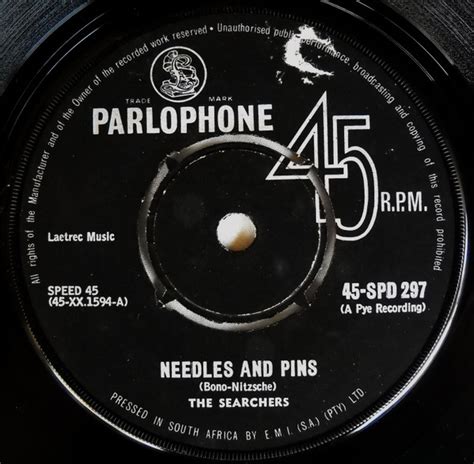 All rights of the Manufacturer and of the Owner of the recorded work reserved • Unauthorised public performance, broadcasting and copying of this record prohibited
TRADE MARK
PARLOPHONE
45 R.P.M.
Laetrec Music
SPEED 45
(45-XX.1594-A)
45-SPD 297
(A Pye Recording)
NEEDLES AND PINS
(Bono-Nitzsche)
THE SEARCHERS
PRESSED IN SOUTH AFRICA BY E M I. (S.A.) (PTY) LTD.